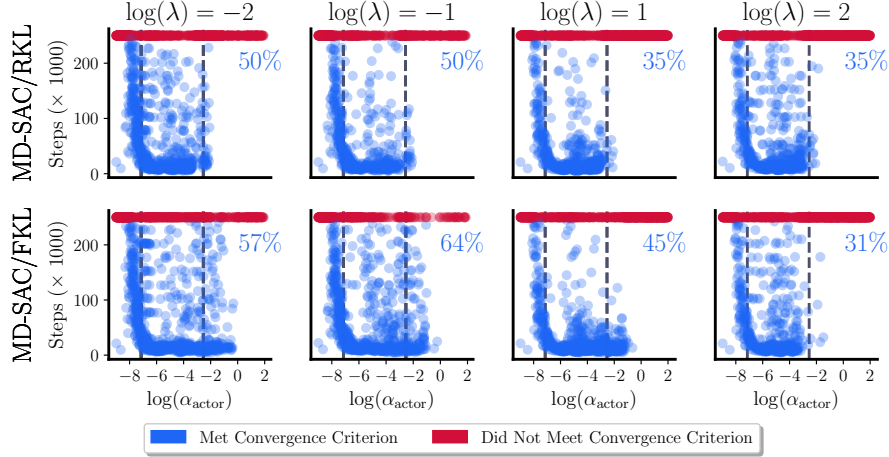 log(λ) = −2 log(λ) = −1 log(λ) = 1 log(λ) = 2
MD-SAC/RKL
Steps (× 1000)
200
100
0
50% 50% 35% 35%
MD-SAC/FKL
Steps (× 1000)
200
100
0
57% 64% 45% 31%
−8 −6 −4 −2 0 2 −8 −6 −4 −2 0 2 −8 −6 −4 −2 0 2 −8 −6 −4 −2 0 2
log(α_actor) log(α_actor) log(α_actor) log(α_actor)
Met Convergence Criterion Did Not Meet Convergence Criterion